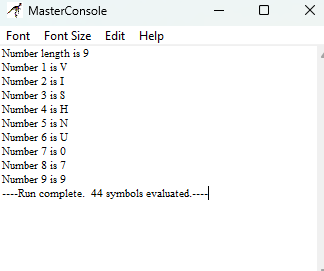 MasterConsole
Font Font Size Edit Help
Number length is 9
Number 1 is V
Number 2 is I
Number 3 is 8
Number 4 is H
Number 5 is N
Number 6 is U
Number 7 is 0
Number 8 is 7
Number 9 is 9
----Run complete.  44 symbols evaluated.----